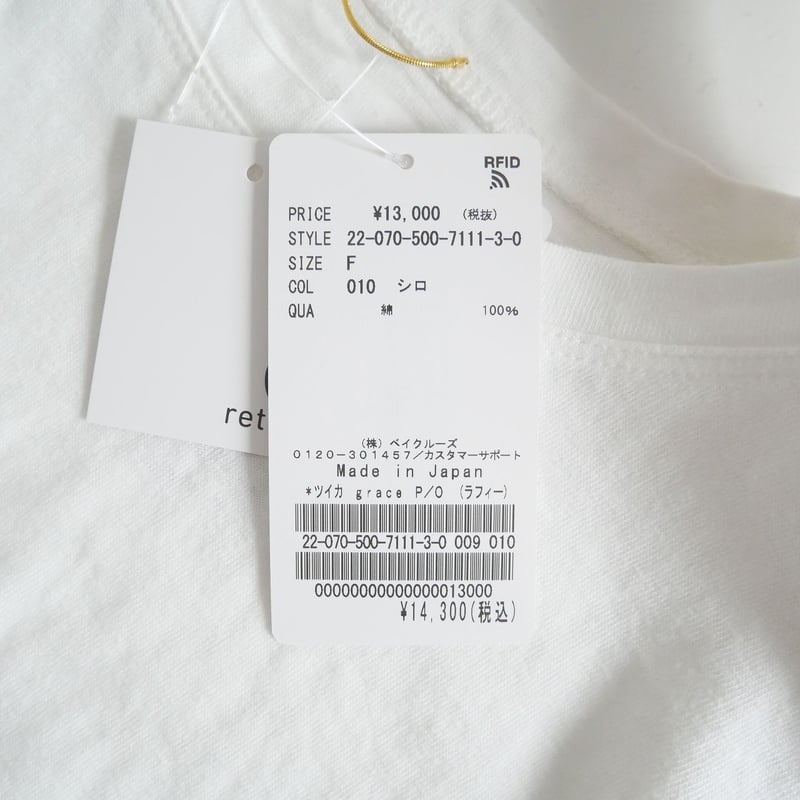 RFID
PRICE ¥13,000 (税抜)
STYLE 22-070-500-7111-3-0
SIZE F
COL 010 シロ
QUA 綿 100%
ret
(株) ベイクルーズ
0120-301457/カスタマーサポート
Made in Japan
*ツイカ grace P/O (ラフィー)
22-070-500-7111-3-0 009 010
00000000000000013000
¥14,300(税込)